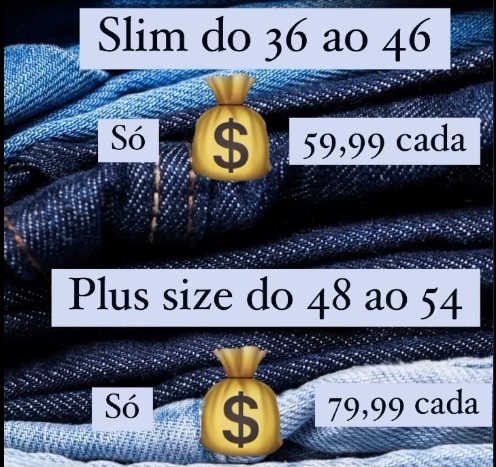 Slim do 36 ao 46
Só $ 59,99 cada
Plus size do 48 ao 54
Só $ 79,99 cada